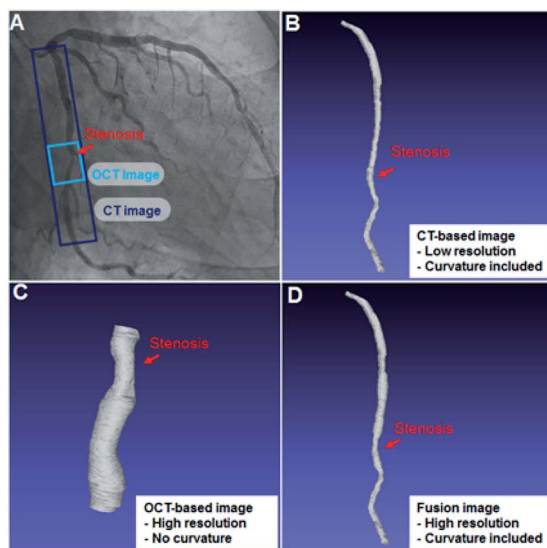 A
Stenosis
OCT Image
CT image
B
Stenosis
CT-based image
- Low resolution
- Curvature included
C
Stenosis
OCT-based image
- High resolution
- No curvature
D
Stenosis
Fusion image
- High resolution
- Curvature included